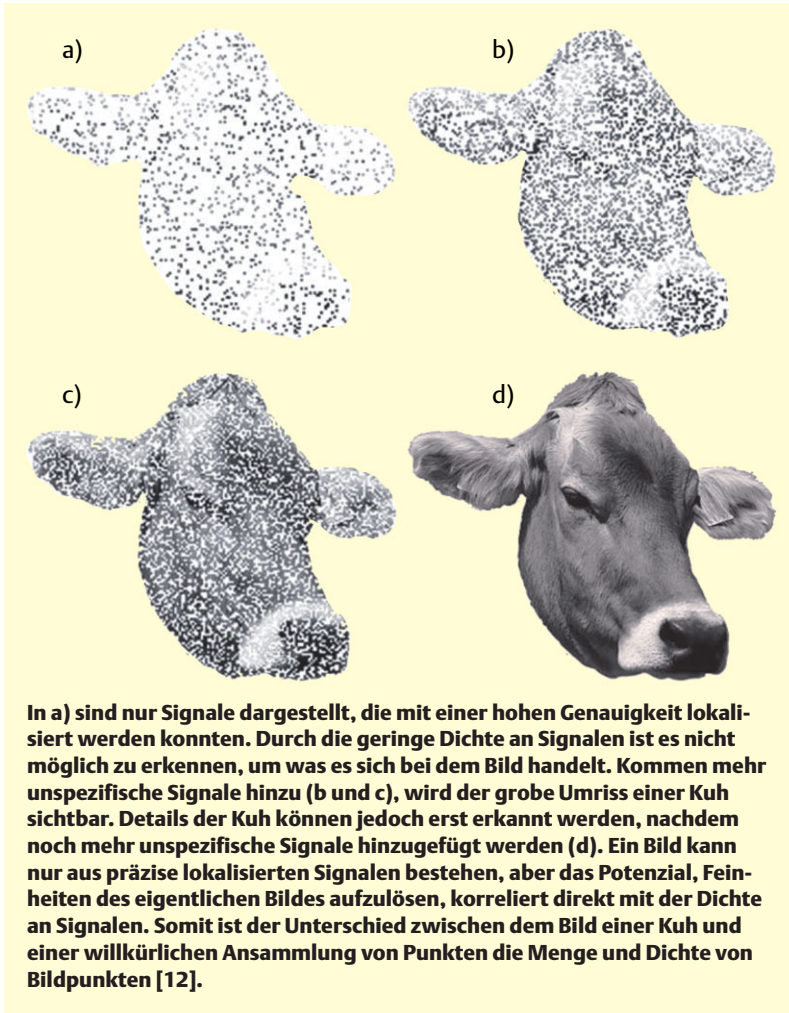 a)
b)
c)
d)
In a) sind nur Signale dargestellt, die mit einer hohen Genauigkeit lokali-
siert werden konnten. Durch die geringe Dichte an Signalen ist es nicht
möglich zu erkennen, um was es sich bei dem Bild handelt. Kommen mehr
unspezifische Signale hinzu (b und c), wird der grobe Umriss einer Kuh
sichtbar. Details der Kuh können jedoch erst erkannt werden, nachdem
noch mehr unspezifische Signale hinzugefügt werden (d). Ein Bild kann
nur aus präzise lokalisierten Signalen bestehen, aber das Potenzial, Fein-
heiten des eigentlichen Bildes aufzulösen, korreliert direkt mit der Dichte
an Signalen. Somit ist der Unterschied zwischen dem Bild einer Kuh und
einer willkürlichen Ansammlung von Punkten die Menge und Dichte von
Bildpunkten [12].